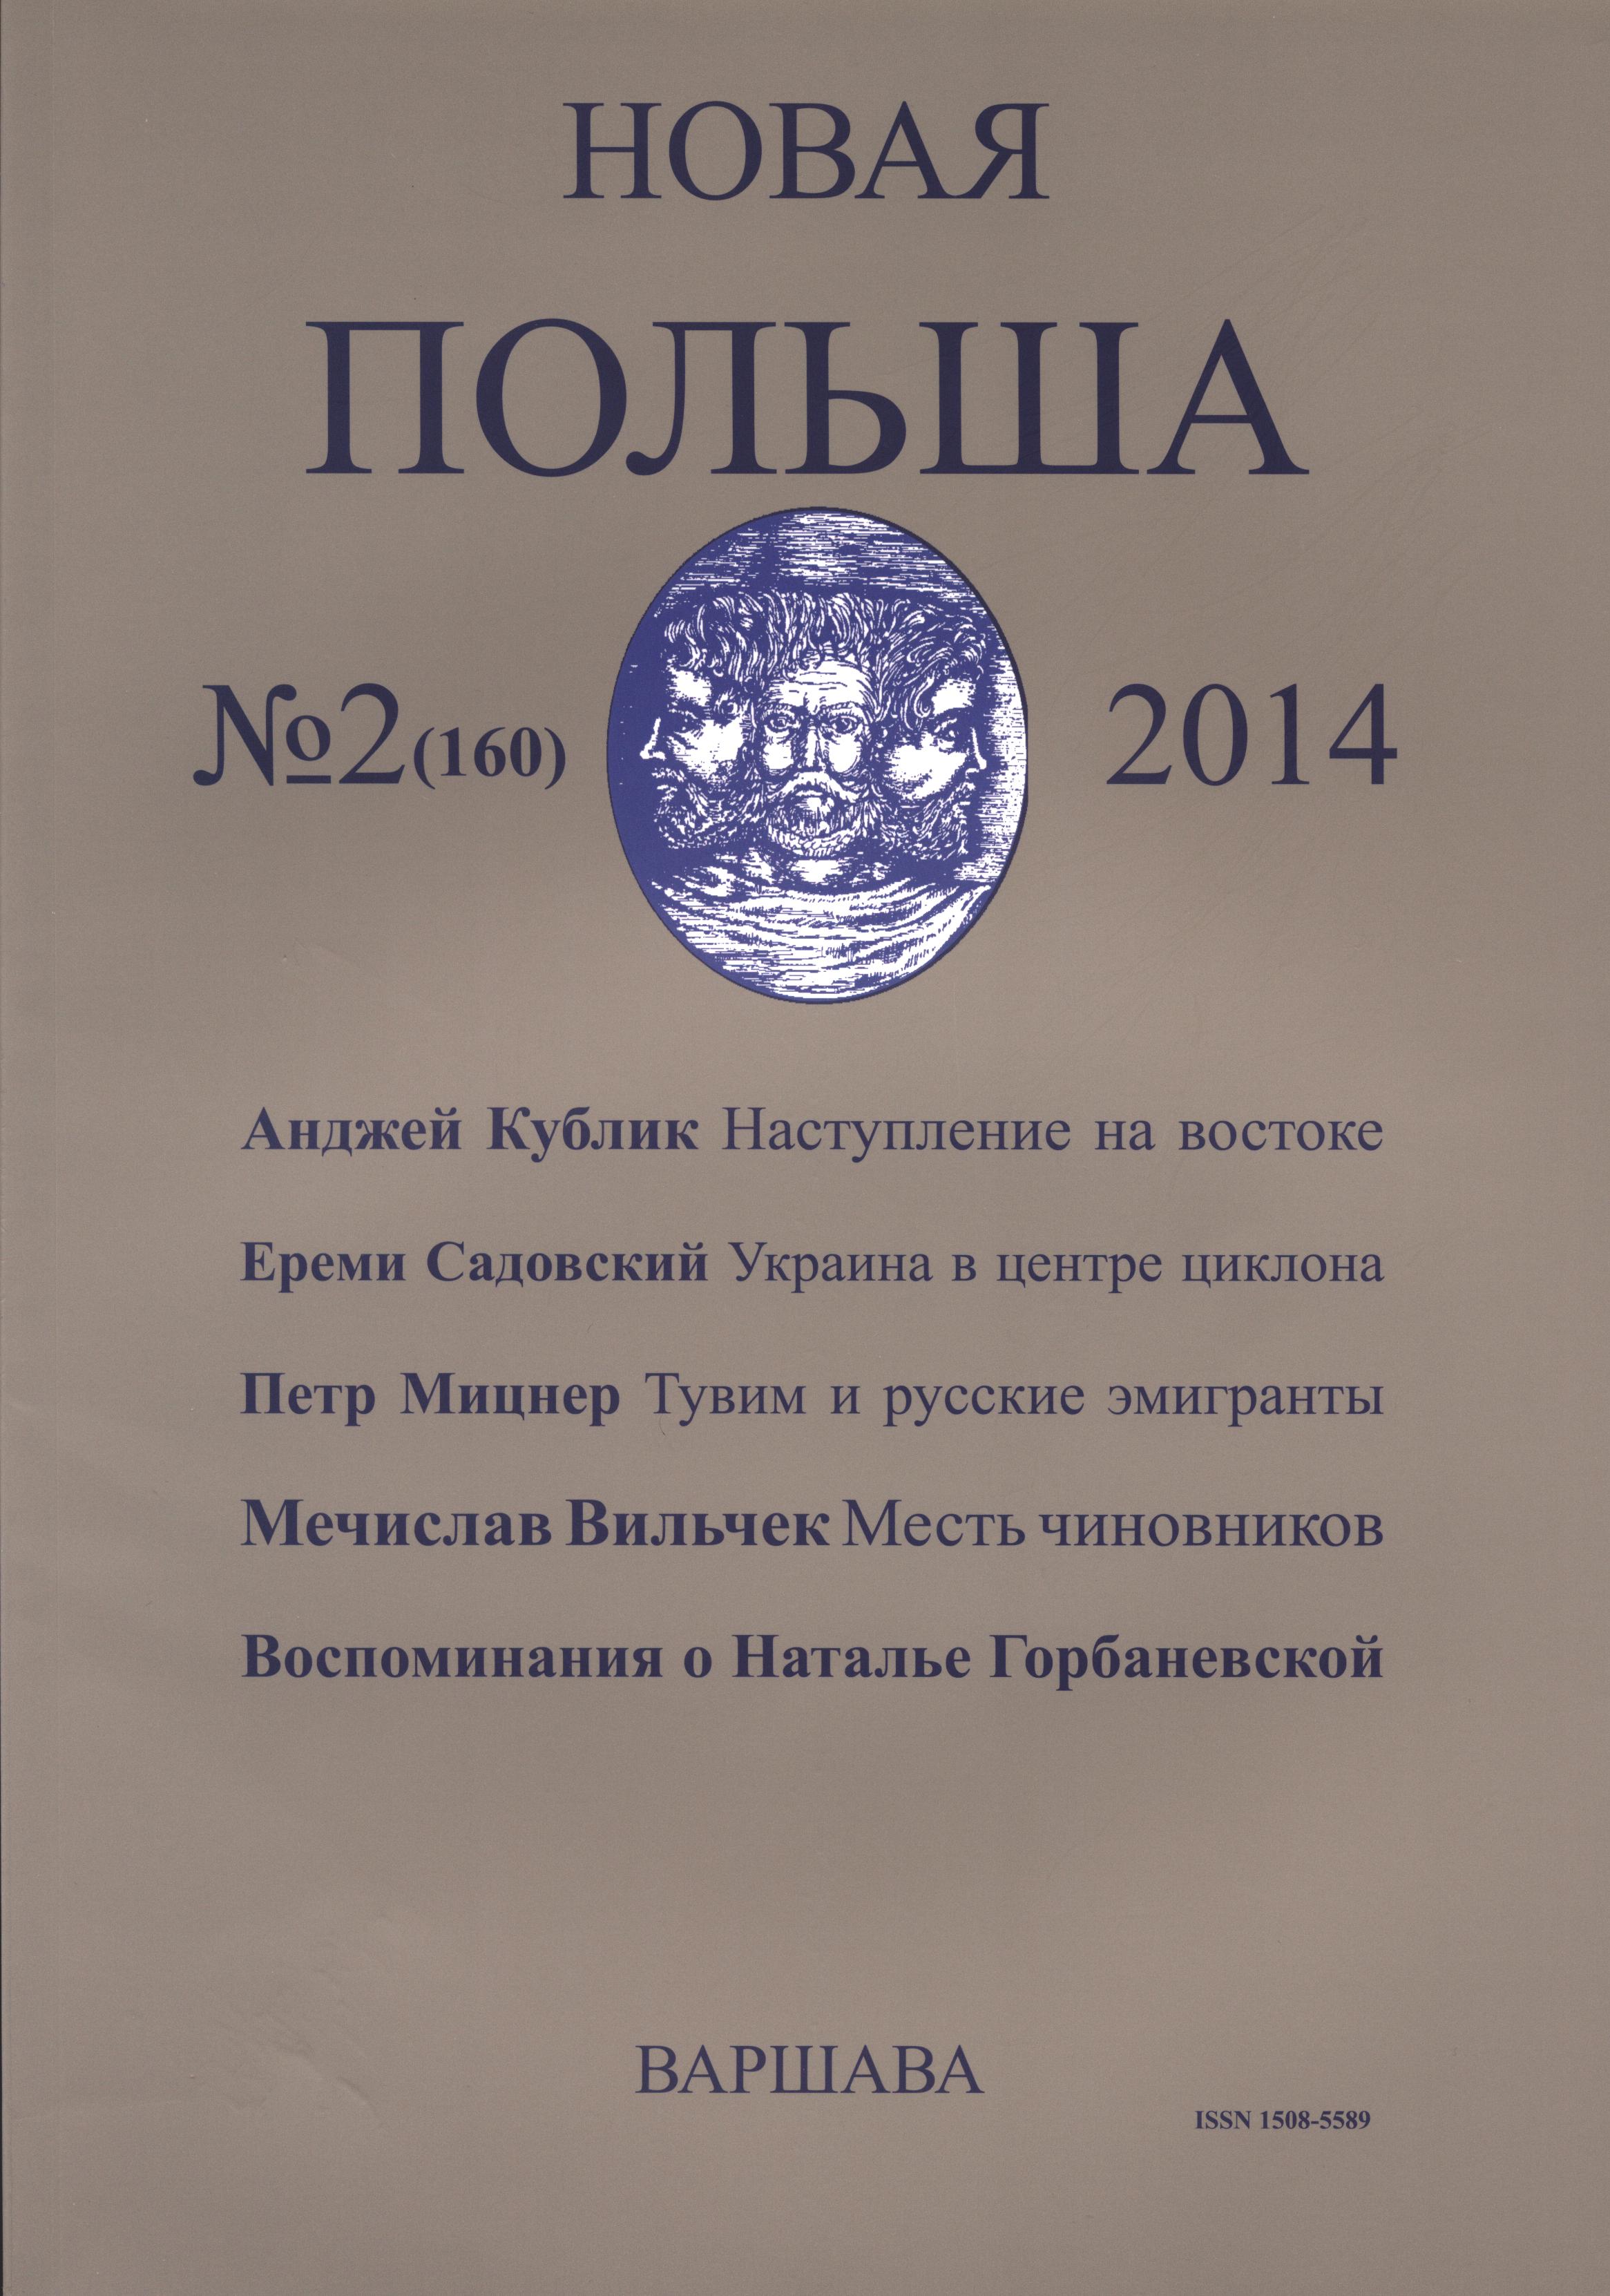 НОВАЯ
ПОЛЬША
№2(160) 2014
Анджей Кублик Наступление на востоке
Ереми Садовский Украина в центре циклона
Петр Мицнер Тувим и русские эмигранты
Мечислав Вильчек Месть чиновников
Воспоминания о Наталье Горбаневской
ВАРШАВА
ISSN 1508-5589